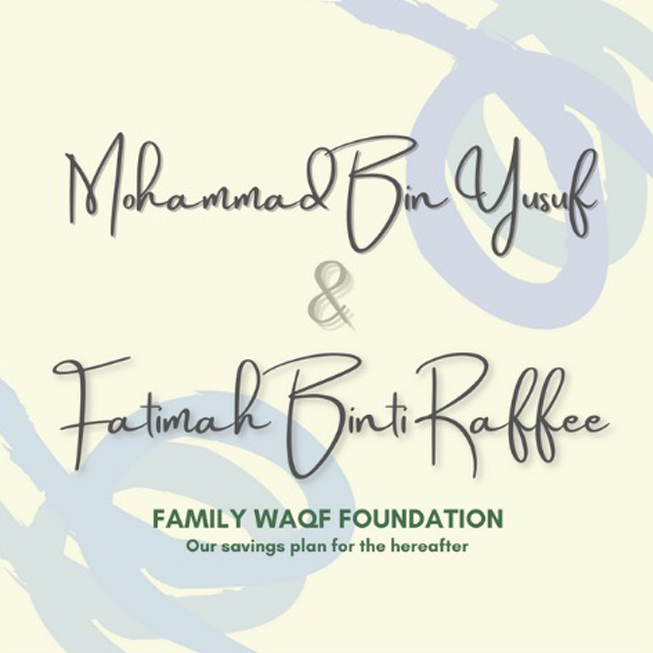 Mohammad Bin Yusuf
&
Fatimah Binti Raffee
FAMILY WAQF FOUNDATION
Our savings plan for the hereafter